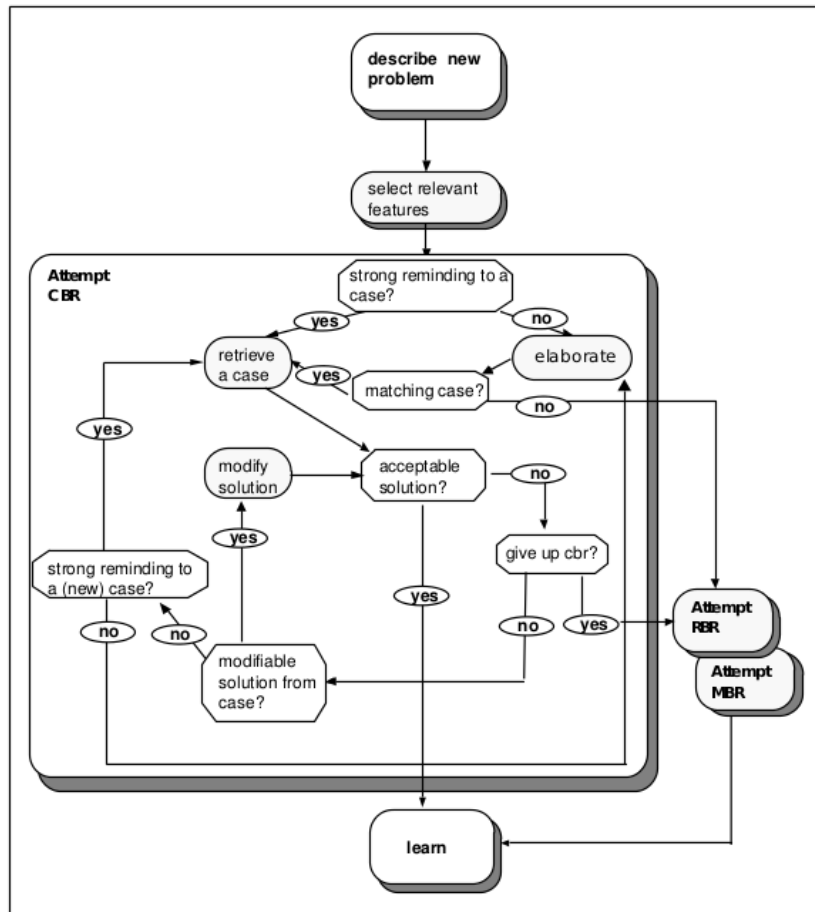 describe new
problem
select relevant
features
Attempt
CBR
strong reminding to a
case?
yes
no
retrieve
a case
elaborate
yes
matching case?
no
yes
modify
solution
acceptable
solution?
no
yes
give up cbr?
strong reminding to
a (new) case?
yes
Attempt
RBR
no
no
no
yes
modifiable
solution from
case?
Attempt
MBR
learn